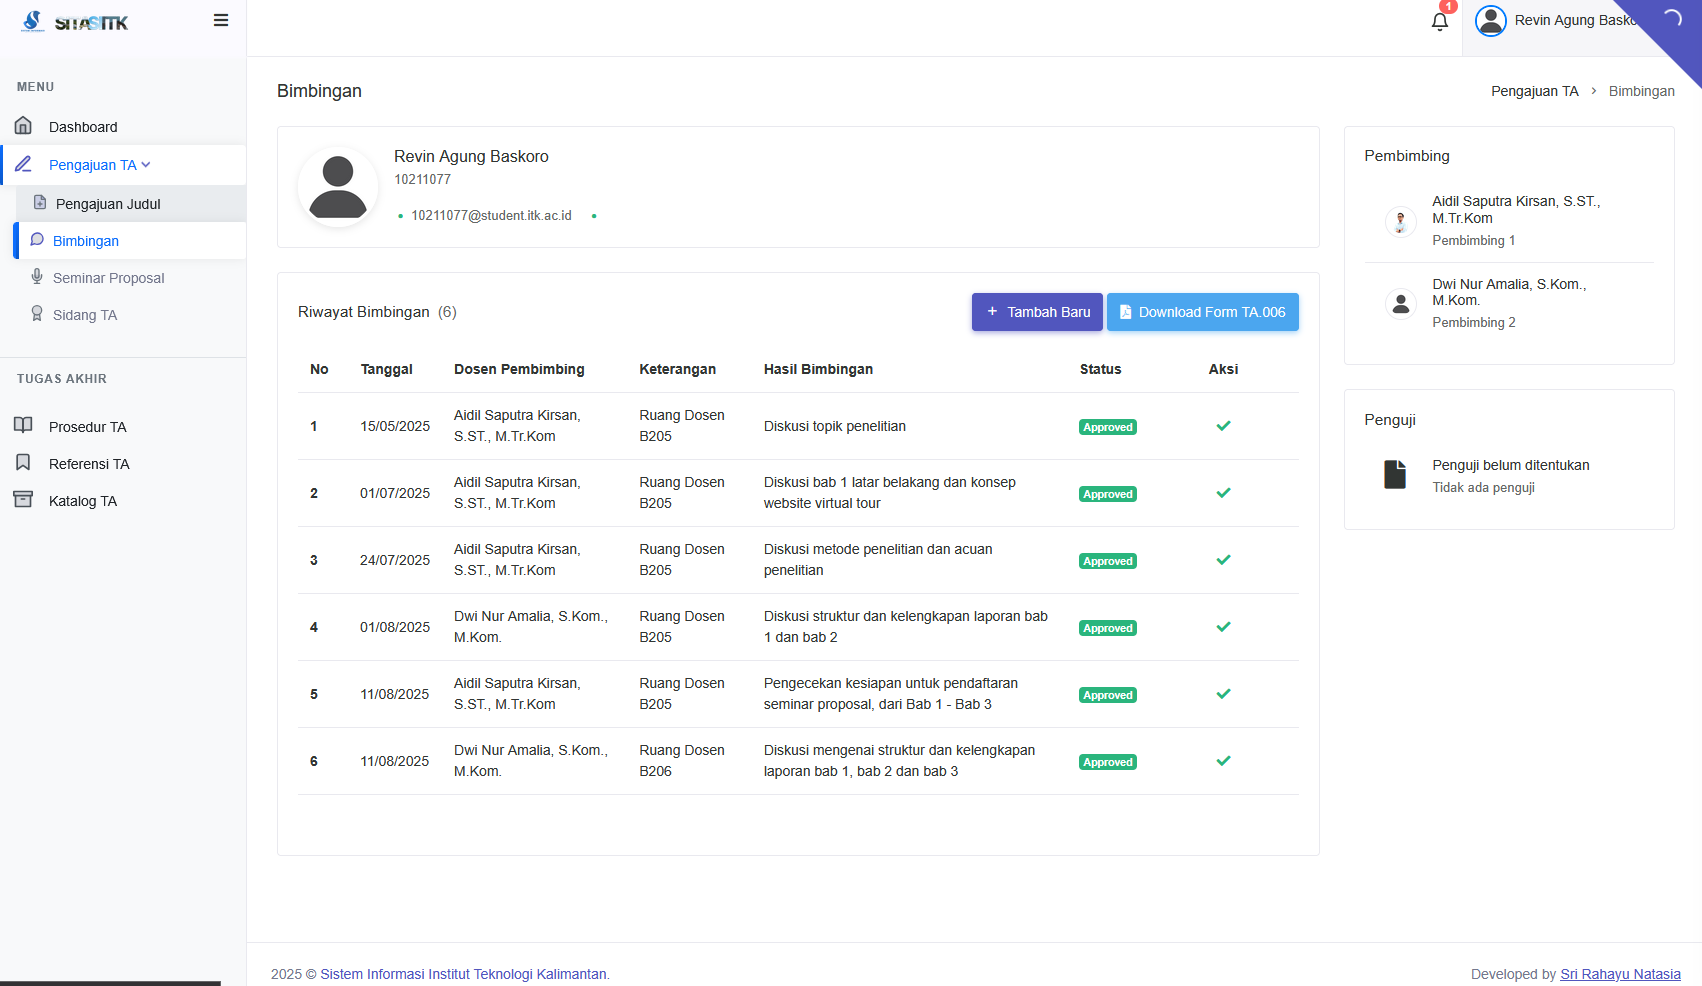 SITASITK
1
Revin Agung Basko
MENU
Dashboard
Pengajuan TA
Pengajuan Judul
Bimbingan
Seminar Proposal
Sidang TA
TUGAS AKHIR
Prosedur TA
Referensi TA
Katalog TA
Bimbingan
Pengajuan TA > Bimbingan
Revin Agung Baskoro
10211077
• 10211077@student.itk.ac.id •
Riwayat Bimbingan (6)
+ Tambah Baru
Download Form TA.006
No Tanggal Dosen Pembimbing Keterangan Hasil Bimbingan Status Aksi
1 15/05/2025 Aidil Saputra Kirsan, S.ST., M.Tr.Kom Ruang Dosen B205 Diskusi topik penelitian Approved
2 01/07/2025 Aidil Saputra Kirsan, S.ST., M.Tr.Kom Ruang Dosen B205 Diskusi bab 1 latar belakang dan konsep website virtual tour Approved
3 24/07/2025 Aidil Saputra Kirsan, S.ST., M.Tr.Kom Ruang Dosen B205 Diskusi metode penelitian dan acuan penelitian Approved
4 01/08/2025 Dwi Nur Amalia, S.Kom., M.Kom. Ruang Dosen B205 Diskusi struktur dan kelengkapan laporan bab 1 dan bab 2 Approved
5 11/08/2025 Aidil Saputra Kirsan, S.ST., M.Tr.Kom Ruang Dosen B205 Pengecekan kesiapan untuk pendaftaran seminar proposal, dari Bab 1 - Bab 3 Approved
6 11/08/2025 Dwi Nur Amalia, S.Kom., M.Kom. Ruang Dosen B206 Diskusi mengenai struktur dan kelengkapan laporan bab 1, bab 2 dan bab 3 Approved
Pembimbing
Aidil Saputra Kirsan, S.ST.,
M.Tr.Kom
Pembimbing 1
Dwi Nur Amalia, S.Kom.,
M.Kom.
Pembimbing 2
Penguji
Penguji belum ditentukan
Tidak ada penguji
2025 © Sistem Informasi Institut Teknologi Kalimantan.
Developed by Sri Rahayu Natasia